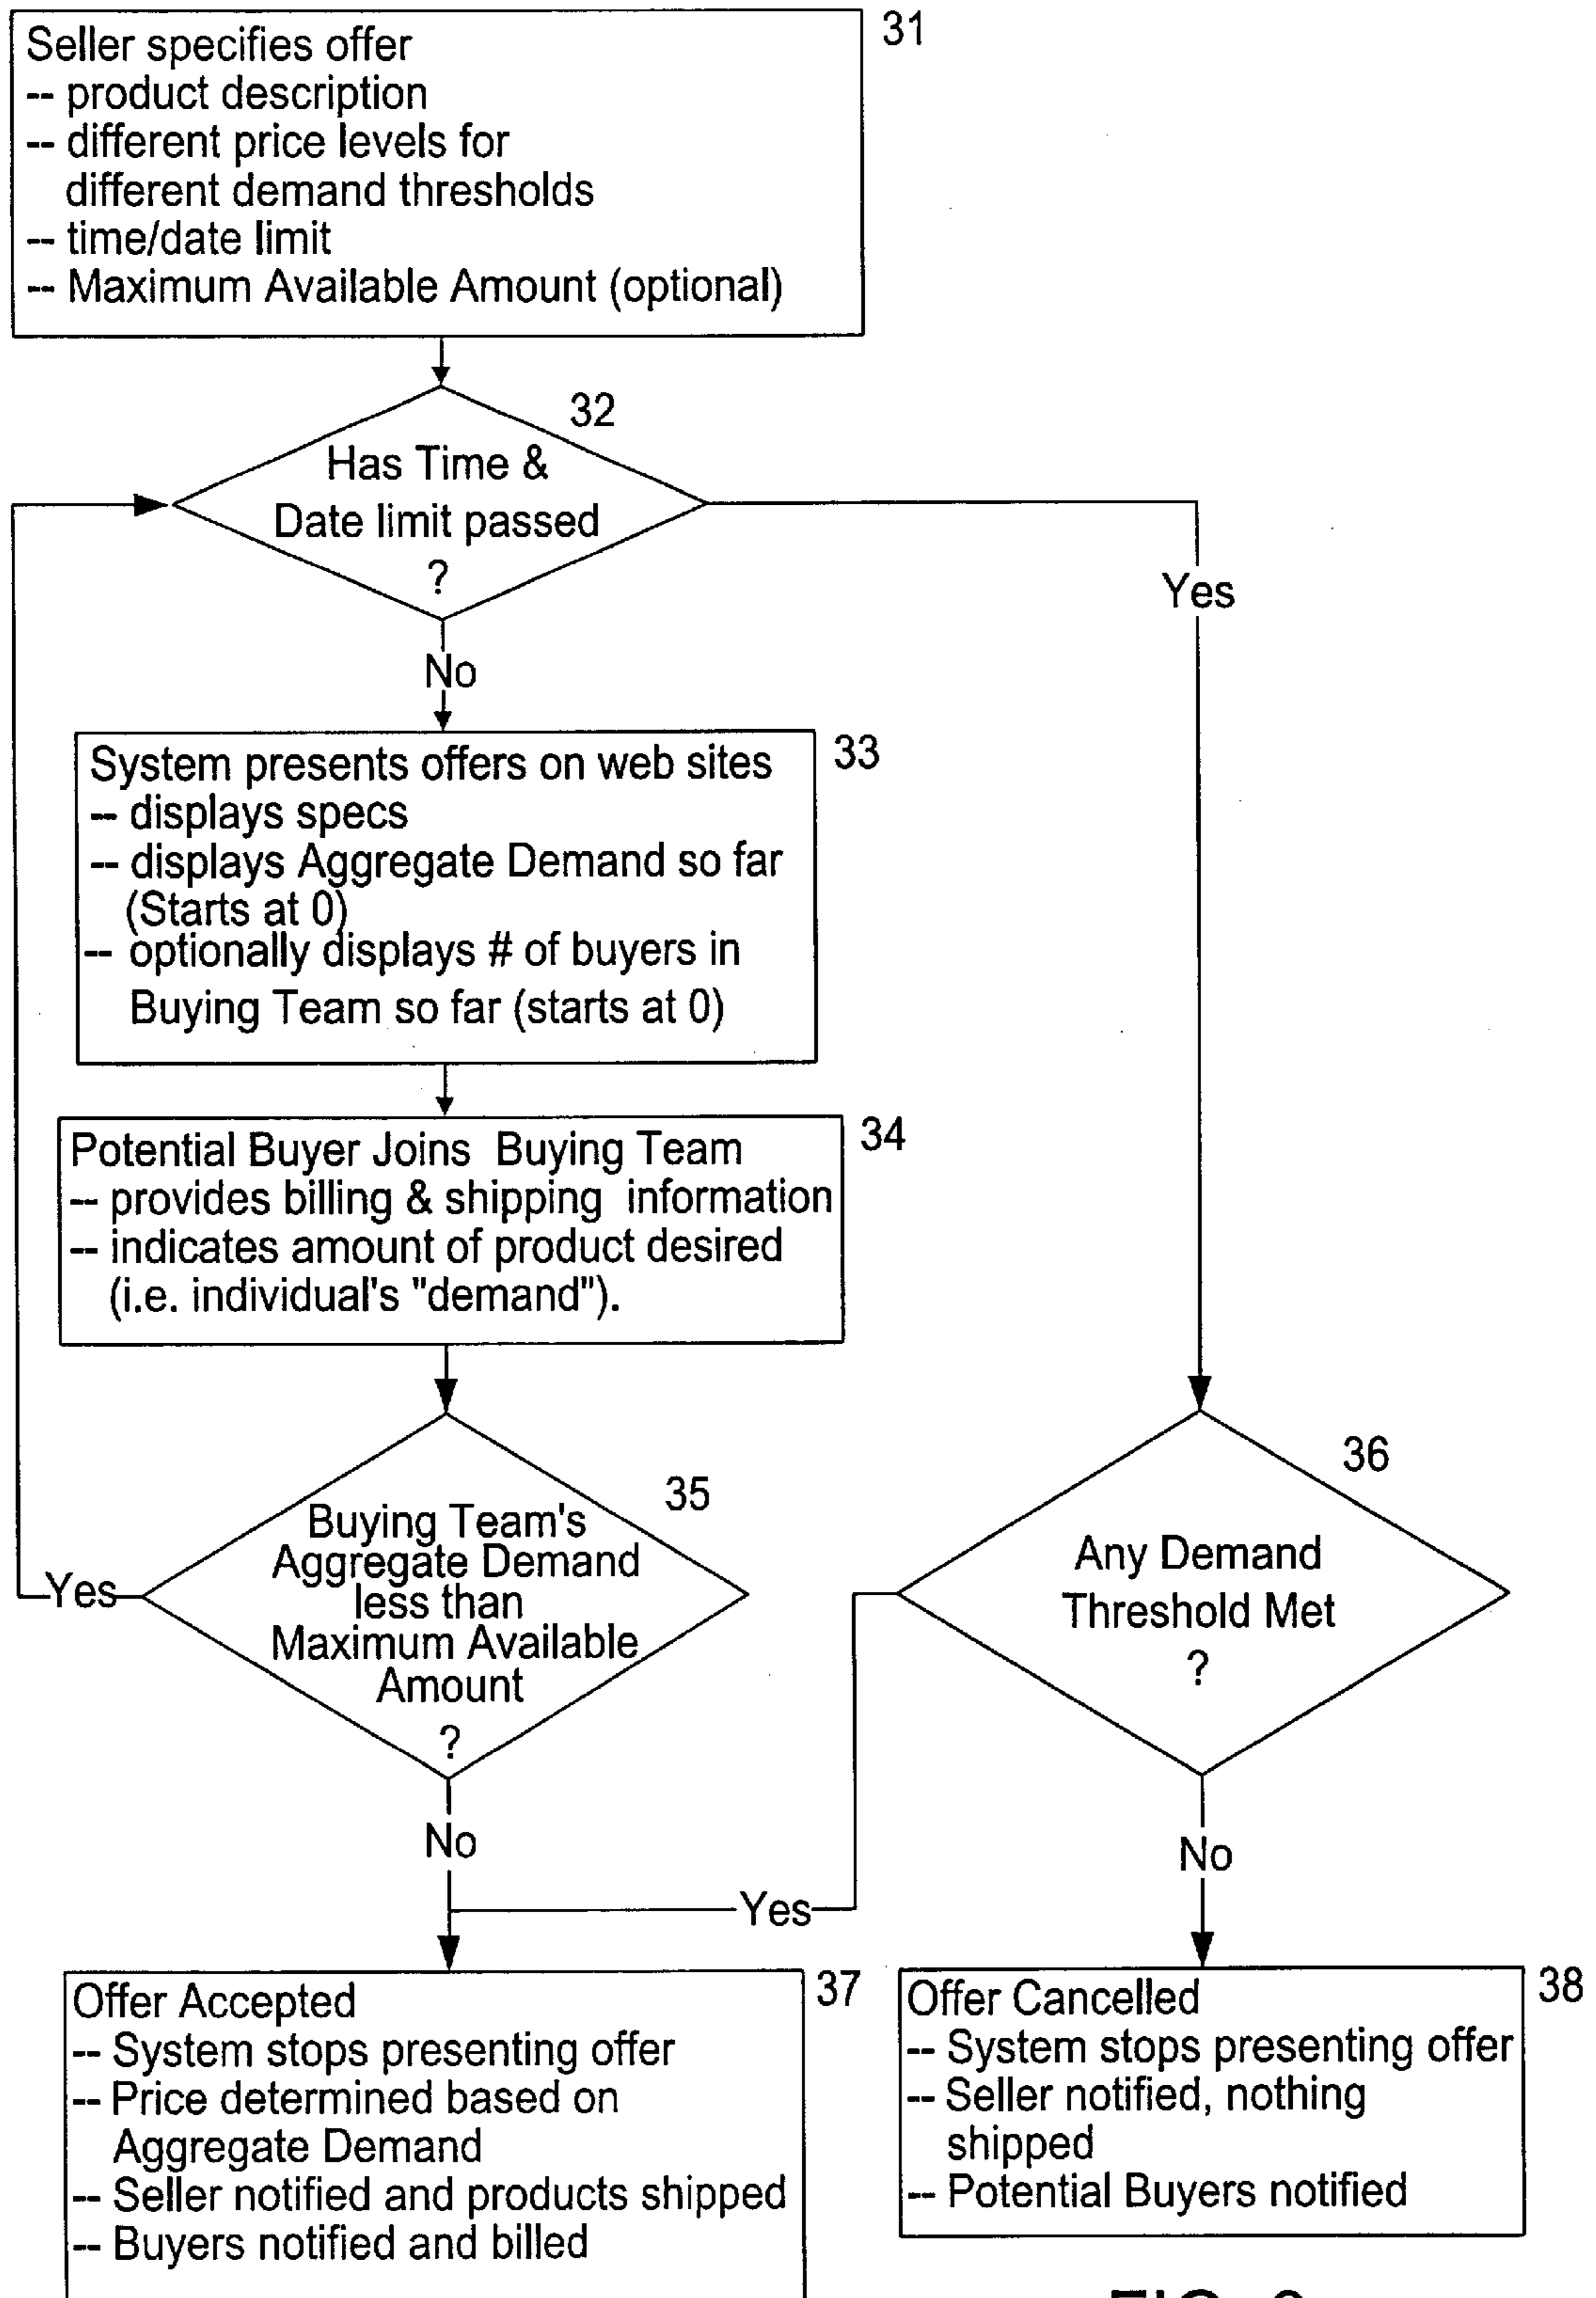 31
Seller specifies offer
-- product description
-- different price levels for
different demand thresholds
-- time/date limit
-- Maximum Available Amount (optional)
32
Has Time &
Date limit passed
?
Yes
No
33
System presents offers on web sites
-- displays specs
-- displays Aggregate Demand so far
(Starts at 0)
-- optionally displays # of buyers in
Buying Team so far (starts at 0)
34
Potential Buyer Joins Buying Team
-- provides billing & shipping information
-- indicates amount of product desired
(i.e. individual's "demand").
35
Buying Team's
Aggregate Demand
less than
Maximum Available
Amount
?
Yes
No
36
Any Demand
Threshold Met
?
Yes
No
37
Offer Accepted
-- System stops presenting offer
-- Price determined based on
Aggregate Demand
-- Seller notified and products shipped
-- Buyers notified and billed
38
Offer Cancelled
-- System stops presenting offer
-- Seller notified, nothing
shipped
-- Potential Buyers notified